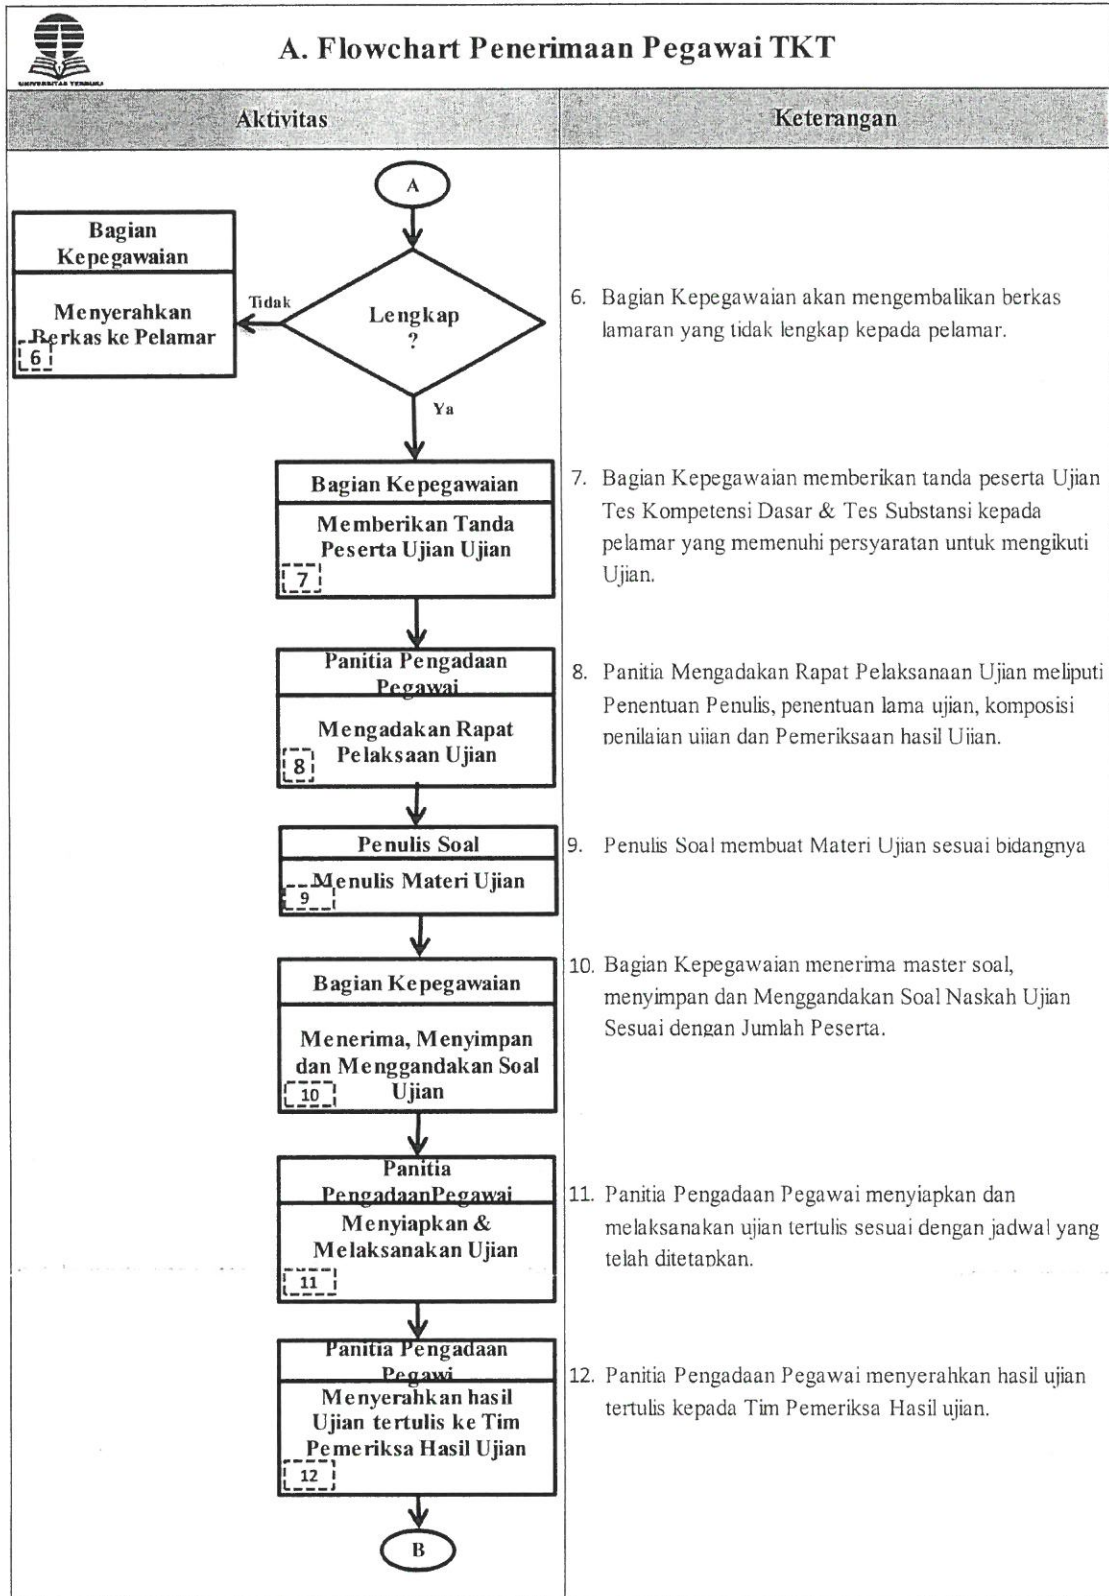 UNIVERSITAS TERBUKA
A. Flowchart Penerimaan Pegawai TKT
Aktivitas
Keterangan
A
Bagian
Kepegawaian
Menyerahkan
Berkas ke Pelamar
6
Tidak
Lengkap
?
Ya
6. Bagian Kepegawaian akan mengembalikan berkas
lamaran yang tidak lengkap kepada pelamar.
Bagian Kepegawaian
Memberikan Tanda
Peserta Ujian Ujian
7
7. Bagian Kepegawaian memberikan tanda peserta Ujian
Tes Kompetensi Dasar & Tes Substansi kepada
pelamar yang memenuhi persyaratan untuk mengikuti
Ujian.
Panitia Pengadaan
Pegawai
Mengadakan Rapat
Pelaksaan Ujian
8
8. Panitia Mengadakan Rapat Pelaksanaan Ujian meliputi
Penentuan Penulis, penentuan lama ujian, komposisi
penilaian ujian dan Pemeriksaan hasil Ujian.
Penulis Soal
Menulis Materi Ujian
9
9. Penulis Soal membuat Materi Ujian sesuai bidangnya
Bagian Kepegawaian
Menerima, Menyimpan
dan Menggandakan Soal
Ujian
10
10. Bagian Kepegawaian menerima master soal,
menyimpan dan Menggandakan Soal Naskah Ujian
Sesuai dengan Jumlah Peserta.
Panitia
PengadaanPegawai
Menyiapkan &
Melaksanakan Ujian
11
11. Panitia Pengadaan Pegawai menyiapkan dan
melaksanakan ujian tertulis sesuai dengan jadwal yang
telah ditetapkan.
Panitia Pengadaan
Pegawi
Menyerahkan hasil
Ujian tertulis ke Tim
Pemeriksa Hasil Ujian
12
12. Panitia Pengadaan Pegawai menyerahkan hasil ujian
tertulis kepada Tim Pemeriksa Hasil ujian.
B